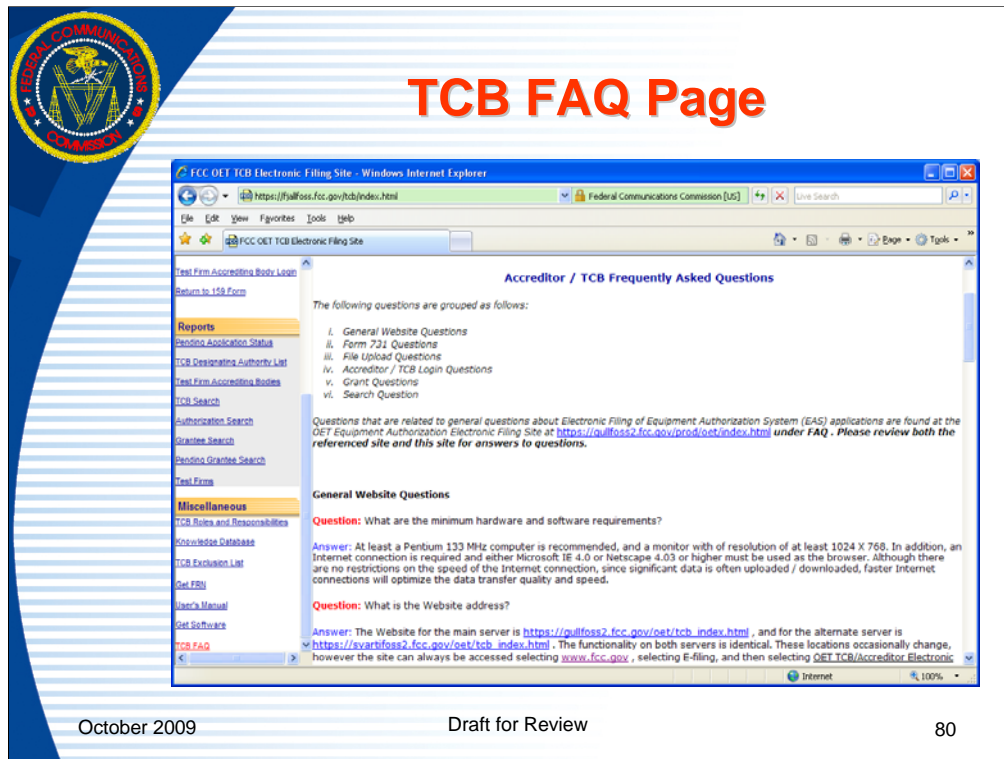 FEDERAL COMMUNICATIONS COMMISSION
TCB FAQ Page
FCC OET TCB Electronic Filing Site - Windows Internet Explorer
https://fjallfoss.fcc.gov/tcb/index.html
Federal Communications Commission [US]
Live Search
File Edit View Favorites Tools Help
FCC OET TCB Electronic Filing Site
Page
Tools
Test Firm Accrediting Body Login
Return to 159 Form
Reports
Pending Application Status
TCB Designating Authority List
Test Firm Accrediting Bodies
TCB Search
Authorization Search
Grantee Search
Pending Grantee Search
Test Firms
Miscellaneous
TCB Roles and Responsibilities
Knowledge Database
TCB Exclusion List
Get FRN
User's Manual
Get Software
TCB FAQ
Accreditor / TCB Frequently Asked Questions
The following questions are grouped as follows:
i. General Website Questions
ii. Form 731 Questions
iii. File Upload Questions
iv. Accreditor / TCB Login Questions
v. Grant Questions
vi. Search Question
Questions that are related to general questions about Electronic Filing of Equipment Authorization System (EAS) applications are found at the
OET Equipment Authorization Electronic Filing Site at https://gullfoss2.fcc.gov/prod/oet/index.html under FAQ . Please review both the
referenced site and this site for answers to questions.
General Website Questions
Question: What are the minimum hardware and software requirements?
Answer: At least a Pentium 133 MHz computer is recommended, and a monitor with of resolution of at least 1024 X 768. In addition, an
Internet connection is required and either Microsoft IE 4.0 or Netscape 4.03 or higher must be used as the browser. Although there
are no restrictions on the speed of the Internet connection, since significant data is often uploaded / downloaded, faster Internet
connections will optimize the data transfer quality and speed.
Question: What is the Website address?
Answer: The Website for the main server is https://gullfoss2.fcc.gov/oet/tcb_index.html , and for the alternate server is
https://svartifoss2.fcc.gov/oet/tcb_index.html . The functionality on both servers is identical. These locations occasionally change,
however the site can always be accessed selecting www.fcc.gov , selecting E-filing, and then selecting OET TCB/Accreditor Electronic
Internet
100%
October 2009
Draft for Review
80